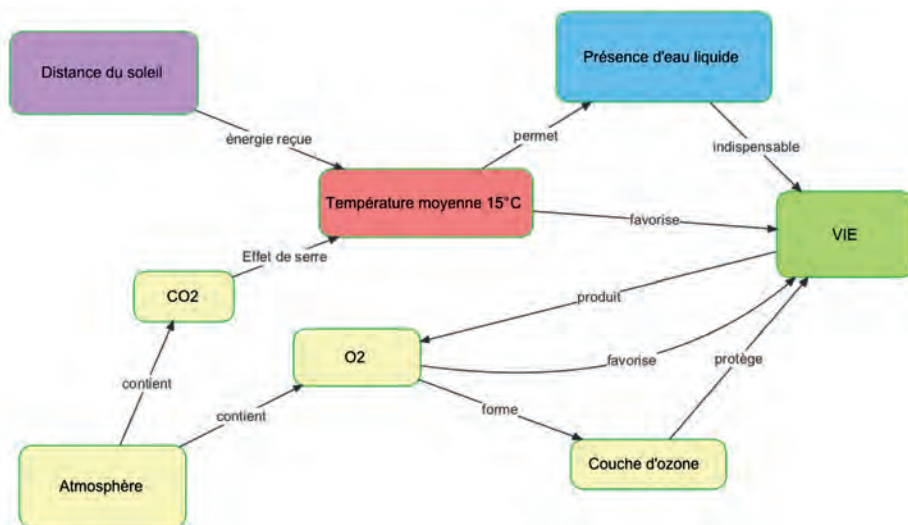 Distance du soleil
Présence d'eau liquide
énergie reçue
permet
indispensable
Température moyenne 15°C
favorise
VIE
Effet de serre
CO2
produit
O2
favorise
protège
contient
contient
forme
Couche d'ozone
Atmosphère